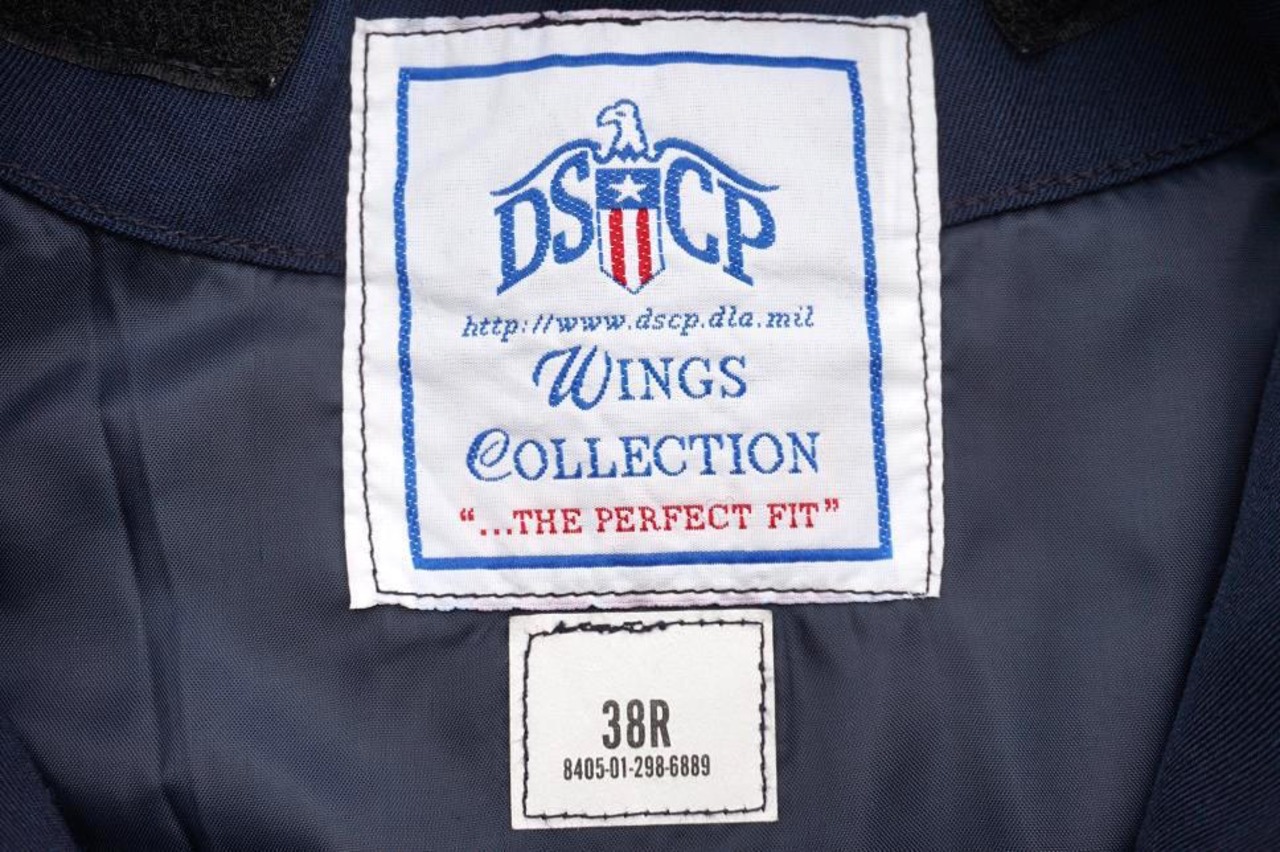 DSCP
http://www.dscp.dla.mil
WINGS
COLLECTION
“...THE PERFECT FIT”
38R
8405-01-298-6889